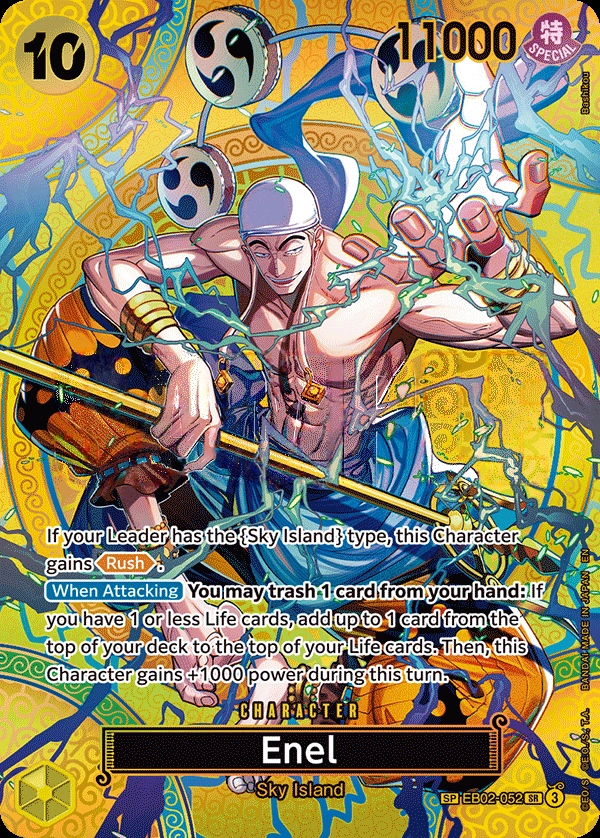 10
11000
特
SPECIAL
Bashikou
If your Leader has the {Sky Island} type, this Character
gains Rush.
When Attacking You may trash 1 card from your hand: If
you have 1 or less Life cards, add up to 1 card from the
top of your deck to the top of your Life cards. Then, this
Character gains +1000 power during this turn.
CHARACTER
Enel
Sky Island
SP EB02-052 SR 3
©E.O./S., ©E.O./S., T.A. BANDAI MADE IN JAPAN EN